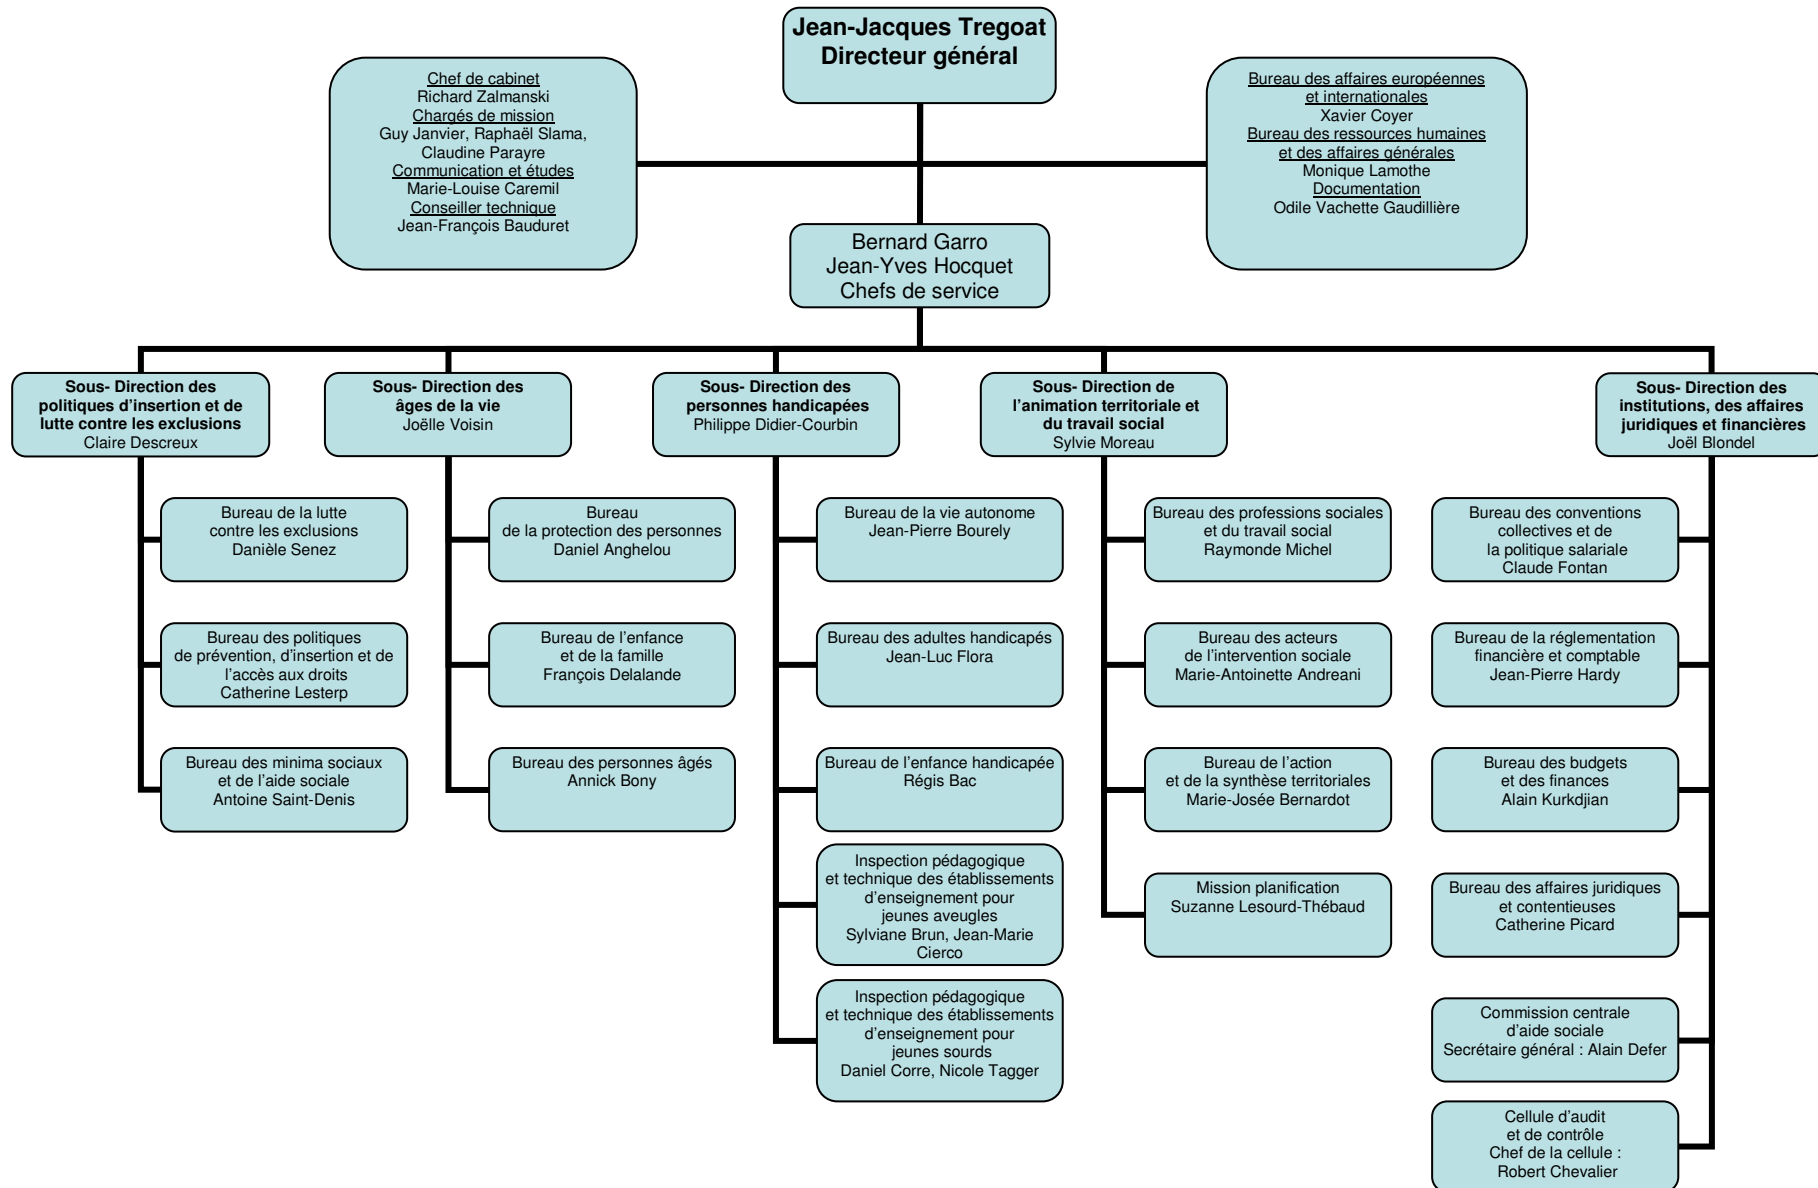 Jean-Jacques Tregoat
Directeur général
Chef de cabinet
Richard Zalmanski
Chargés de mission
Guy Janvier, Raphaël Slama,
Claudine Parayre
Communication et études
Marie-Louise Caremil
Conseiller technique
Jean-François Bauduret
Bureau des affaires européennes
et internationales
Xavier Coyer
Bureau des ressources humaines
et des affaires générales
Monique Lamothe
Documentation
Odile Vachette Gaudillière
Bernard Garro
Jean-Yves Hocquet
Chefs de service
Sous- Direction des
politiques d’insertion et de
lutte contre les exclusions
Claire Descreux
Bureau de la lutte
contre les exclusions
Danièle Senez
Bureau des politiques
de prévention, d’insertion et de
l’accès aux droits
Catherine Lesterp
Bureau des minima sociaux
et de l’aide sociale
Antoine Saint-Denis
Sous- Direction des
âges de la vie
Joëlle Voisin
Bureau
de la protection des personnes
Daniel Anghelou
Bureau de l’enfance
et de la famille
François Delalande
Bureau des personnes âgés
Annick Bony
Sous- Direction des
personnes handicapées
Philippe Didier-Courbin
Bureau de la vie autonome
Jean-Pierre Bourely
Bureau des adultes handicapés
Jean-Luc Flora
Bureau de l’enfance handicapée
Régis Bac
Inspection pédagogique
et technique des établissements
d’enseignement pour
jeunes aveugles
Sylviane Brun, Jean-Marie
Cierco
Inspection pédagogique
et technique des établissements
d’enseignement pour
jeunes sourds
Daniel Corre, Nicole Tagger
Sous- Direction de
l’animation territoriale et
du travail social
Sylvie Moreau
Bureau des professions sociales
et du travail social
Raymonde Michel
Bureau des acteurs
de l’intervention sociale
Marie-Antoinette Andreani
Bureau de l’action
et de la synthèse territoriales
Marie-Josée Bernardot
Mission planification
Suzanne Lesourd-Thébaud
Sous- Direction des
institutions, des affaires
juridiques et financières
Joël Blondel
Bureau des conventions
collectives et de
la politique salariale
Claude Fontan
Bureau de la réglementation
financière et comptable
Jean-Pierre Hardy
Bureau des budgets
et des finances
Alain Kurkdjian
Bureau des affaires juridiques
et contentieuses
Catherine Picard
Commission centrale
d’aide sociale
Secrétaire général : Alain Defer
Cellule d’audit
et de contrôle
Chef de la cellule :
Robert Chevalier